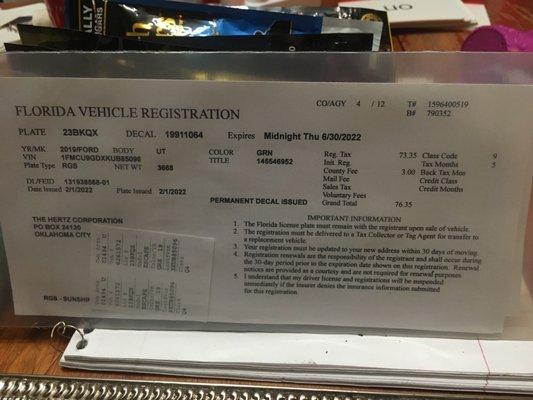 FLORIDA VEHICLE REGISTRATION
CO/AGY 4 / 12 T# 1596400519
B# 790352
PLATE 23BKQX DECAL 19911064 Expires Midnight Thu 6/30/2022
YR/MK 2019/FORD BODY UT COLOR GRN Reg. Tax 73.35 Class Code 9
VIN 1FMCU9GDXKUB85096 TITLE 145546952 Init. Reg. Tax Months 5
Plate Type RGS NET WT 3668 County Fee 3.00 Back Tax Mos
Mail Fee Credit Class
DL/FEID 131938568-01 Sales Tax Credit Months
Date Issued 2/1/2022 Plate Issued 2/1/2022 Voluntary Fees
Grand Total 76.35
PERMANENT DECAL ISSUED
IMPORTANT INFORMATION
THE HERTZ CORPORATION
PO BOX 24130
OKLAHOMA CITY,
1. The Florida license plate must remain with the registrant upon sale of vehicle.
2. The registration must be delivered to a Tax Collector or Tag Agent for transfer to
a replacement vehicle.
3. Your registration must be updated to your new address within 30 days of moving.
4. Registration renewals are the responsibility of the registrant and shall occur during
the 30-day period prior to the expiration date shown on this registration. Renewal
notices are provided as a courtesy and are not required for renewal purposes
5. I understand that my driver license and registrations will be suspended
immediately if the insurer denies the insurance information submitted
for this registration.
RGS - SUNSHIN